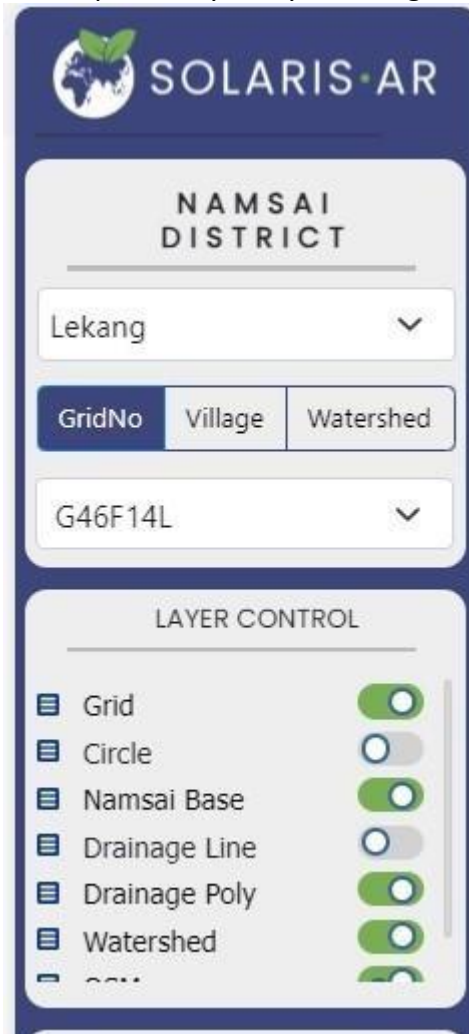 SOLARIS·AR
NAMSAI
DISTRICT
Lekang
GridNo Village Watershed
G46F14L
LAYER CONTROL
Grid
Circle
Namsai Base
Drainage Line
Drainage Poly
Watershed